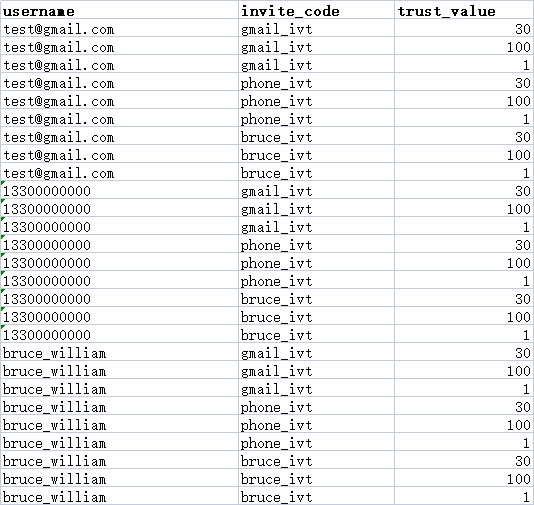 username invite_code trust_value
test@gmail.com gmail_ivt 30
test@gmail.com gmail_ivt 100
test@gmail.com gmail_ivt 1
test@gmail.com phone_ivt 30
test@gmail.com phone_ivt 100
test@gmail.com phone_ivt 1
test@gmail.com bruce_ivt 30
test@gmail.com bruce_ivt 100
test@gmail.com bruce_ivt 1
13300000000 gmail_ivt 30
13300000000 gmail_ivt 100
13300000000 gmail_ivt 1
13300000000 phone_ivt 30
13300000000 phone_ivt 100
13300000000 phone_ivt 1
13300000000 bruce_ivt 30
13300000000 bruce_ivt 100
13300000000 bruce_ivt 1
bruce_william gmail_ivt 30
bruce_william gmail_ivt 100
bruce_william gmail_ivt 1
bruce_william phone_ivt 30
bruce_william phone_ivt 100
bruce_william phone_ivt 1
bruce_william bruce_ivt 30
bruce_william bruce_ivt 100
bruce_william bruce_ivt 1